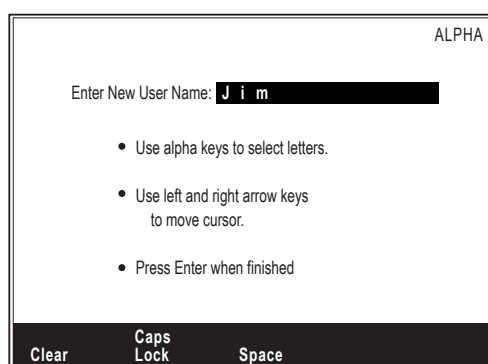 ALPHA
Enter New User Name: J i m
• Use alpha keys to select letters.
• Use left and right arrow keys
to move cursor.
• Press Enter when finished
Caps
Clear Lock Space